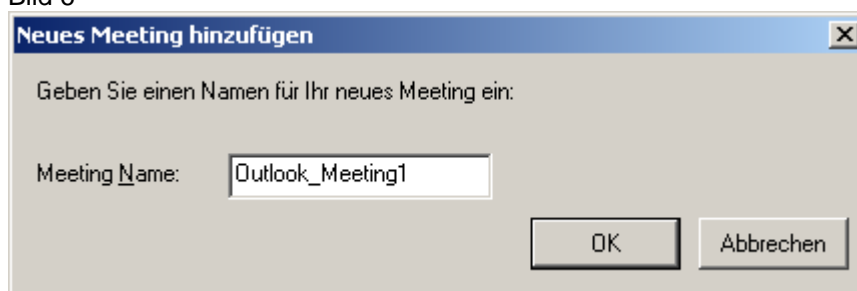 Neues Meeting hinzufügen
Geben Sie einen Namen für Ihr neues Meeting ein:
Meeting Name: Outlook_Meeting1
OK Abbrechen